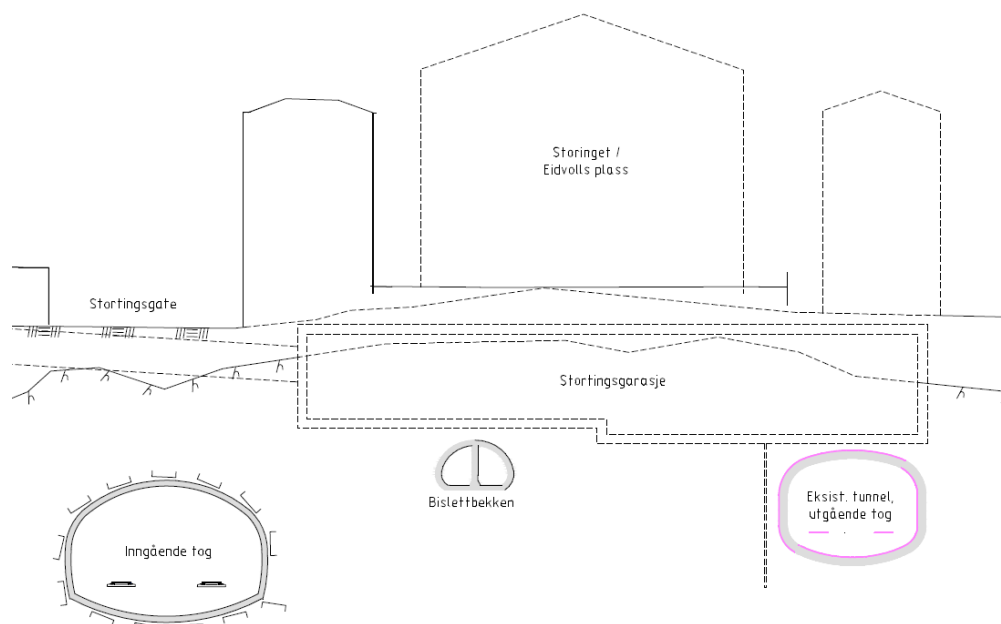 Storinget /
Eidvolls plass
Stortingsgate
Stortingsgarasje
Bislettbekken
Eksist. tunnel,
utgående tog
Inngående tog